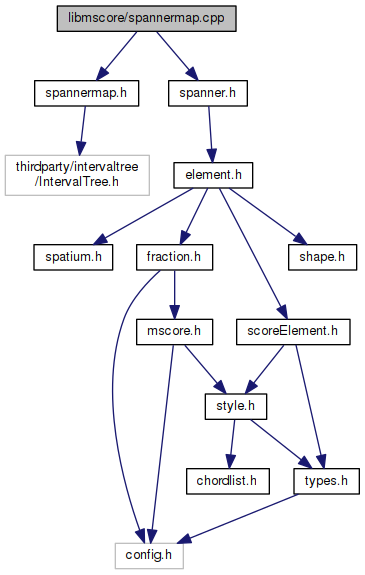 libmscore/spannermap.cpp
spannermap.h
spanner.h
thirdparty/intervaltree
/IntervalTree.h
element.h
spatium.h
fraction.h
shape.h
mscore.h
scoreElement.h
style.h
chordlist.h
types.h
config.h